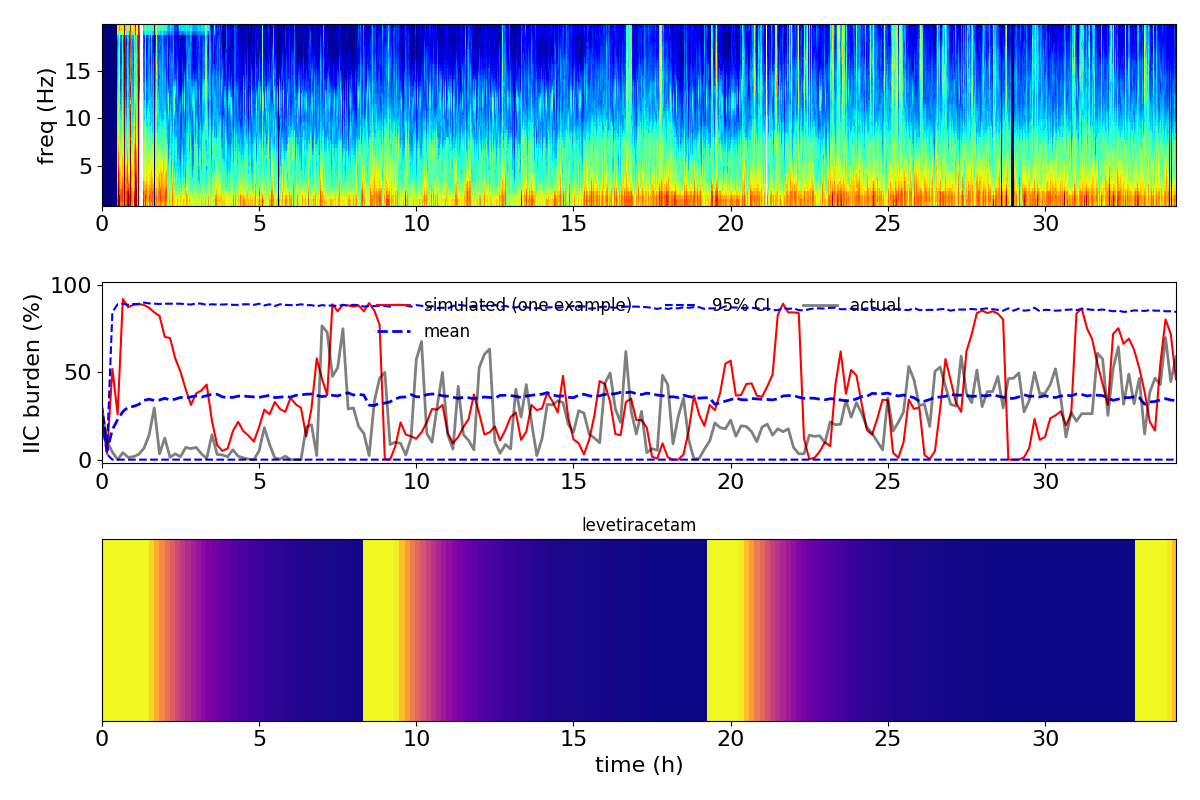 freq (Hz)
15
10
5
0 5 10 15 20 25 30
IIC burden (%)
100
50
0
simulated (one example) 95% CI actual
mean
0 5 10 15 20 25 30
levetiracetam
0 5 10 15 20 25 30
time (h)